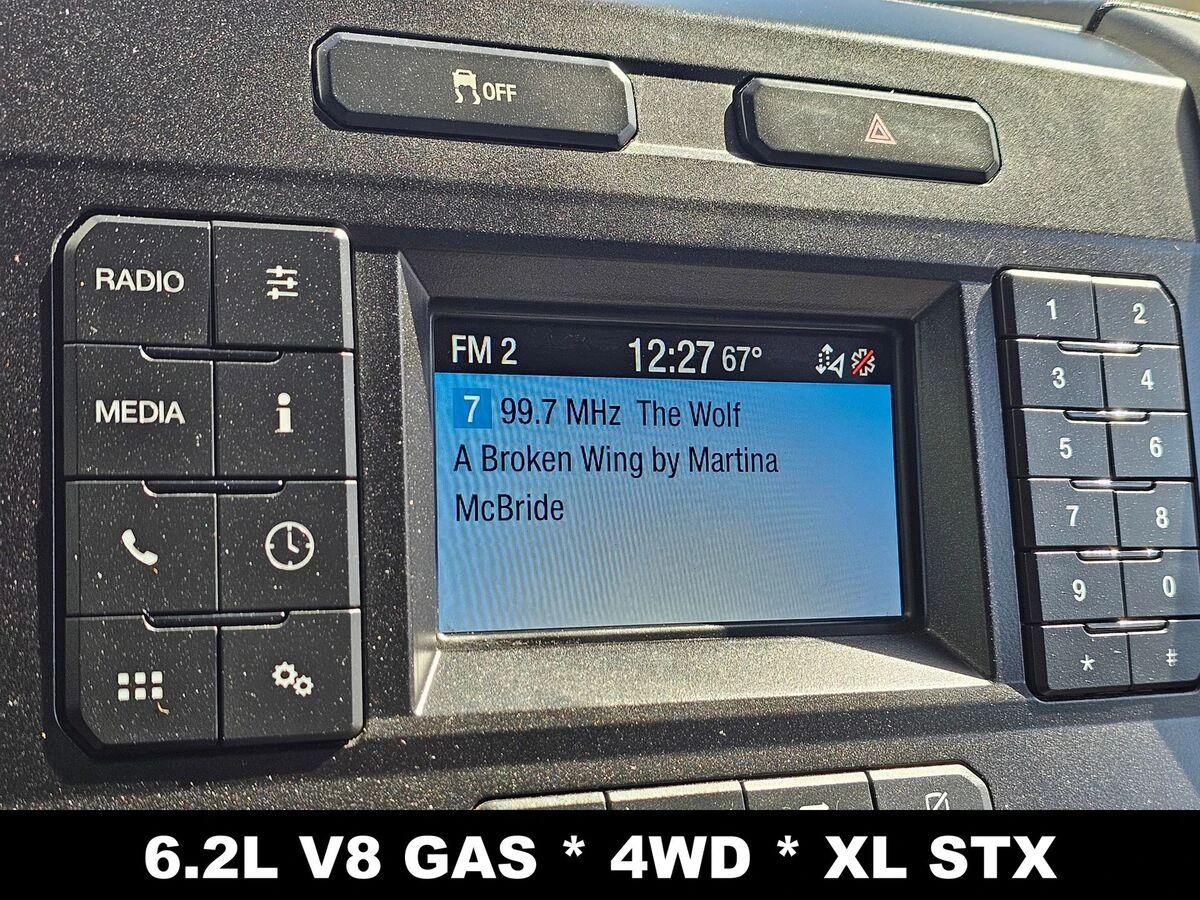 OFF
RADIO
MEDIA
FM 2 12:27 67°
7 99.7 MHz The Wolf
A Broken Wing by Martina
McBride
1 2
3 4
5 6
7 8
9 0
* #
6.2L V8 GAS * 4WD * XL STX